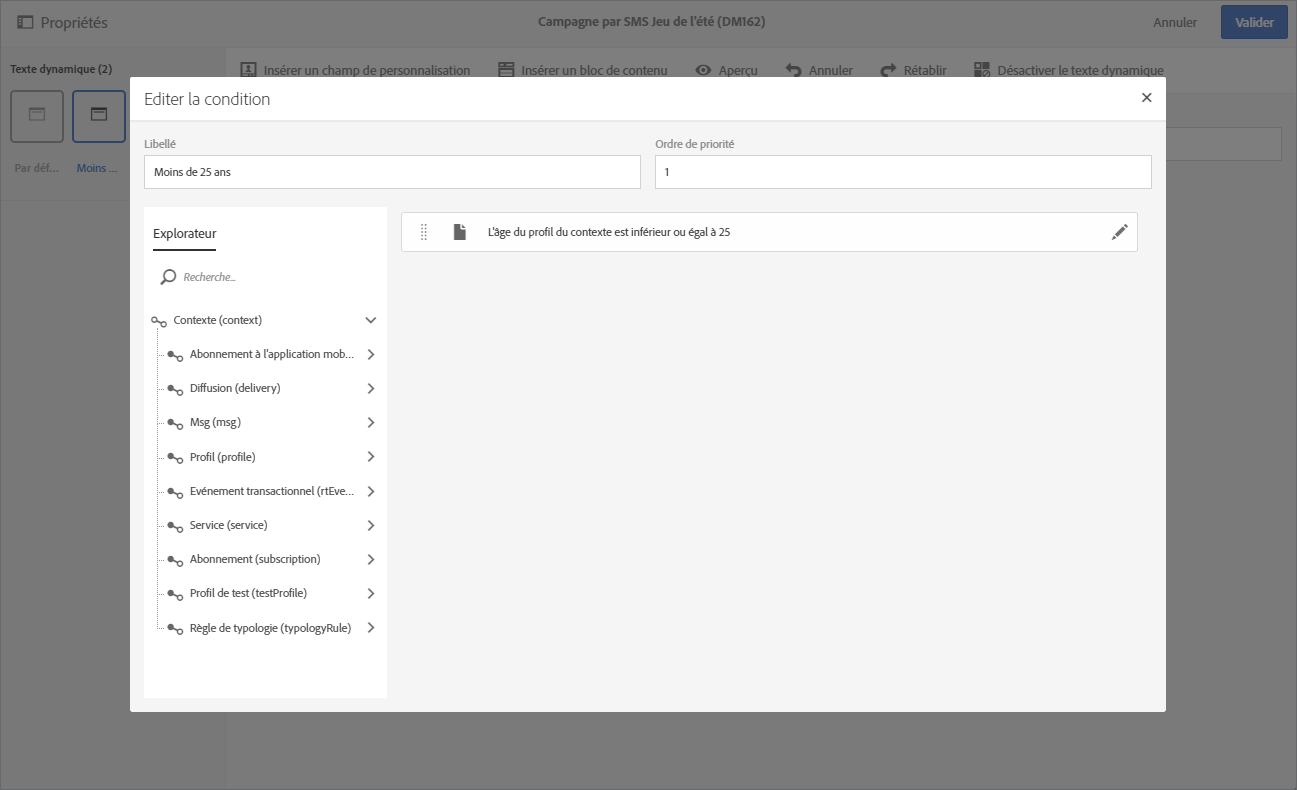 Propriétés
Campagne par SMS Jeu de l'été (DM162)
Annuler
Valider
Texte dynamique (2)
Insérer un champ de personnalisation
Insérer un bloc de contenu
Aperçu
Annuler
Rétablir
Désactiver le texte dynamique
Par déf...
Moins ...
Editer la condition
Libellé
Ordre de priorité
Moins de 25 ans
1
Explorateur
Recherche...
L'âge du profil du contexte est inférieur ou égal à 25
Contexte (context)
Abonnement à l'application mob...
Diffusion (delivery)
Msg (msg)
Profil (profile)
Evénement transactionnel (rtEve...
Service (service)
Abonnement (subscription)
Profil de test (testProfile)
Règle de typologie (typologyRule)